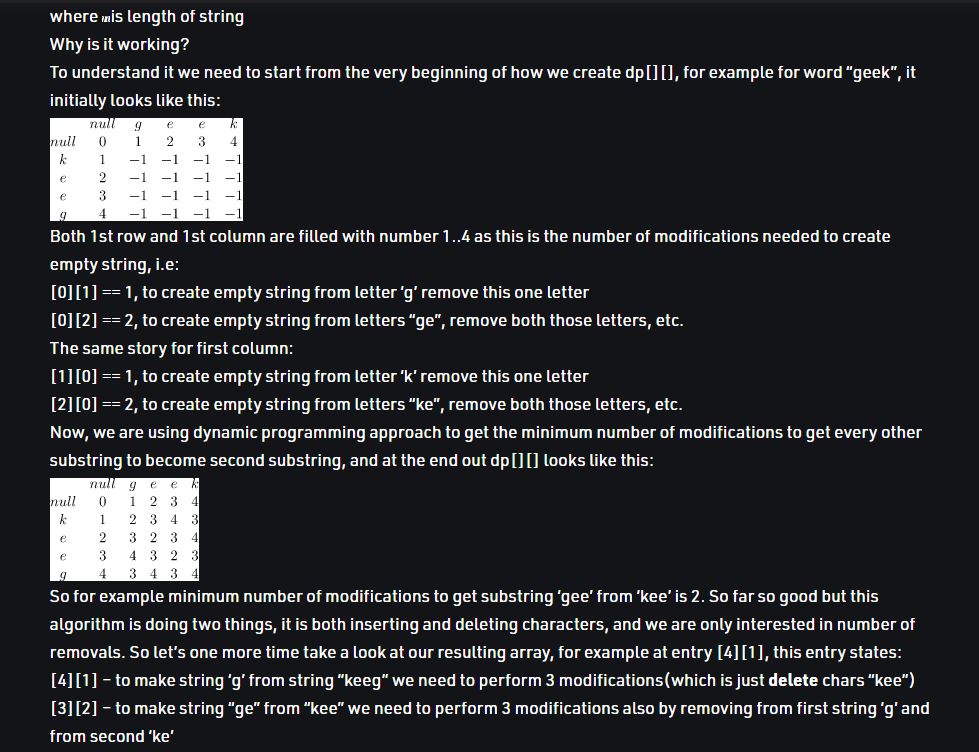 where m is length of string
Why is it working?
To understand it we need to start from the very beginning of how we create dp[][], for example for word “geek”, it
initially looks like this:
null g e e k
null 0 1 2 3 4
k 1 −1 −1 −1 −1
e 2 −1 −1 −1 −1
e 3 −1 −1 −1 −1
g 4 −1 −1 −1 −1
Both 1st row and 1st column are filled with number 1..4 as this is the number of modifications needed to create
empty string, i.e:
[0][1] == 1, to create empty string from letter ‘g’ remove this one letter
[0][2] == 2, to create empty string from letters “ge”, remove both those letters, etc.
The same story for first column:
[1][0] == 1, to create empty string from letter ‘k’ remove this one letter
[2][0] == 2, to create empty string from letters “ke”, remove both those letters, etc.
Now, we are using dynamic programming approach to get the minimum number of modifications to get every other
substring to become second substring, and at the end out dp[][] looks like this:
null g e e k
null 0 1 2 3 4
k 1 2 3 4 3
e 2 3 2 3 4
e 3 4 3 2 3
g 4 3 4 3 4
So for example minimum number of modifications to get substring ‘gee’ from ‘kee’ is 2. So far so good but this
algorithm is doing two things, it is both inserting and deleting characters, and we are only interested in number of
removals. So let’s one more time take a look at our resulting array, for example at entry [4][1], this entry states:
[4][1] – to make string ‘g’ from string “keeg” we need to perform 3 modifications(which is just delete chars “kee”)
[3][2] – to make string “ge” from “kee” we need to perform 3 modifications also by removing from first string ‘g’ and
from second ‘ke’